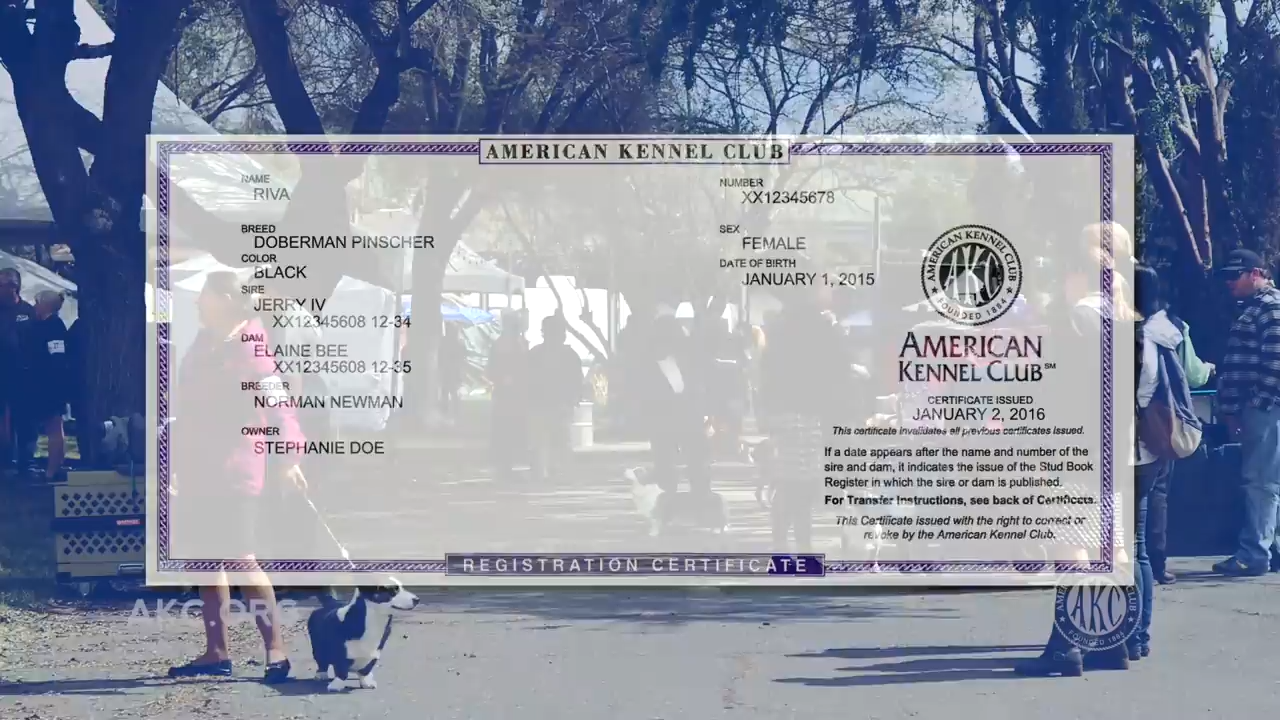 AMERICAN KENNEL CLUB
NAME
RIVA
BREED
DOBERMAN PINSCHER
COLOR
BLACK
SIRE
JERRY IV
XX12345608 12-34
DAM
ELAINE BEE
XX12345608 12-35
BREEDER
NORMAN NEWMAN
OWNER
STEPHANIE DOE
NUMBER
XX12345678
SEX
FEMALE
DATE OF BIRTH
JANUARY 1, 2015
AMERICAN KENNEL CLUB
AKC
FOUNDED 1884
AMERICAN
KENNEL CLUB℠
CERTIFICATE ISSUED
JANUARY 2, 2016
This certificate invalidates all previous certificates issued.
If a date appears after the name and number of the
sire and dam, it indicates the issue of the Stud Book
Register in which the sire or dam is published.
For Transfer Instructions, see back of Certificate.
This Certificate issued with the right to correct or
revoke by the American Kennel Club.
REGISTRATION CERTIFICATE
AKC.ORG
AKC
FOUNDED 1884